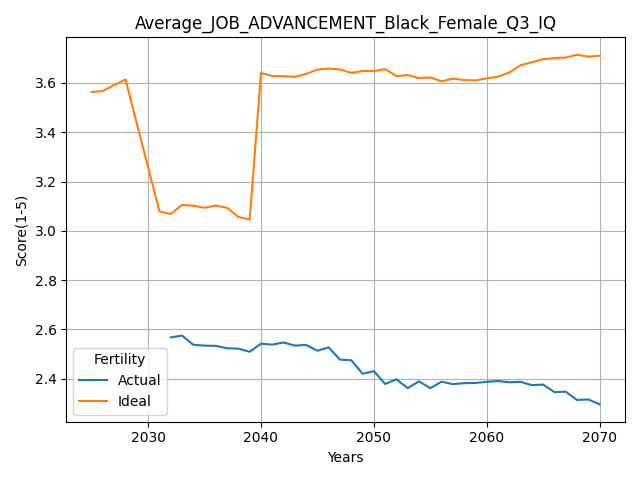 Average_JOB_ADVANCEMENT_Black_Female_Q3_IQ
Score(1-5)
3.6
3.4
3.2
3.0
2.8
2.6
2.4
Fertility
Actual
Ideal
2030 2040 2050 2060 2070
Years